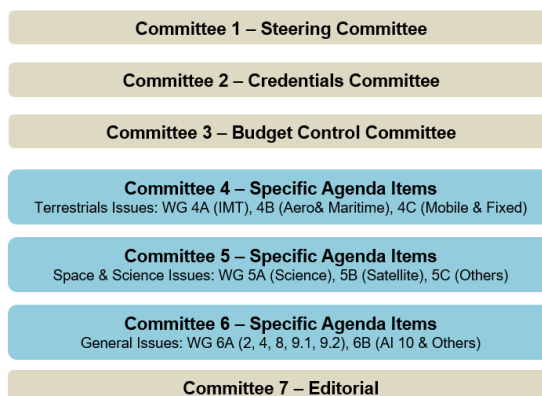 Committee 1 – Steering Committee
Committee 2 – Credentials Committee
Committee 3 – Budget Control Committee
Committee 4 – Specific Agenda Items
Terrestrials Issues: WG 4A (IMT), 4B (Aero& Maritime), 4C (Mobile & Fixed)
Committee 5 – Specific Agenda Items
Space & Science Issues: WG 5A (Science), 5B (Satellite), 5C (Others)
Committee 6 – Specific Agenda Items
General Issues: WG 6A (2, 4, 8, 9.1, 9.2), 6B (AI 10 & Others)
Committee 7 – Editorial